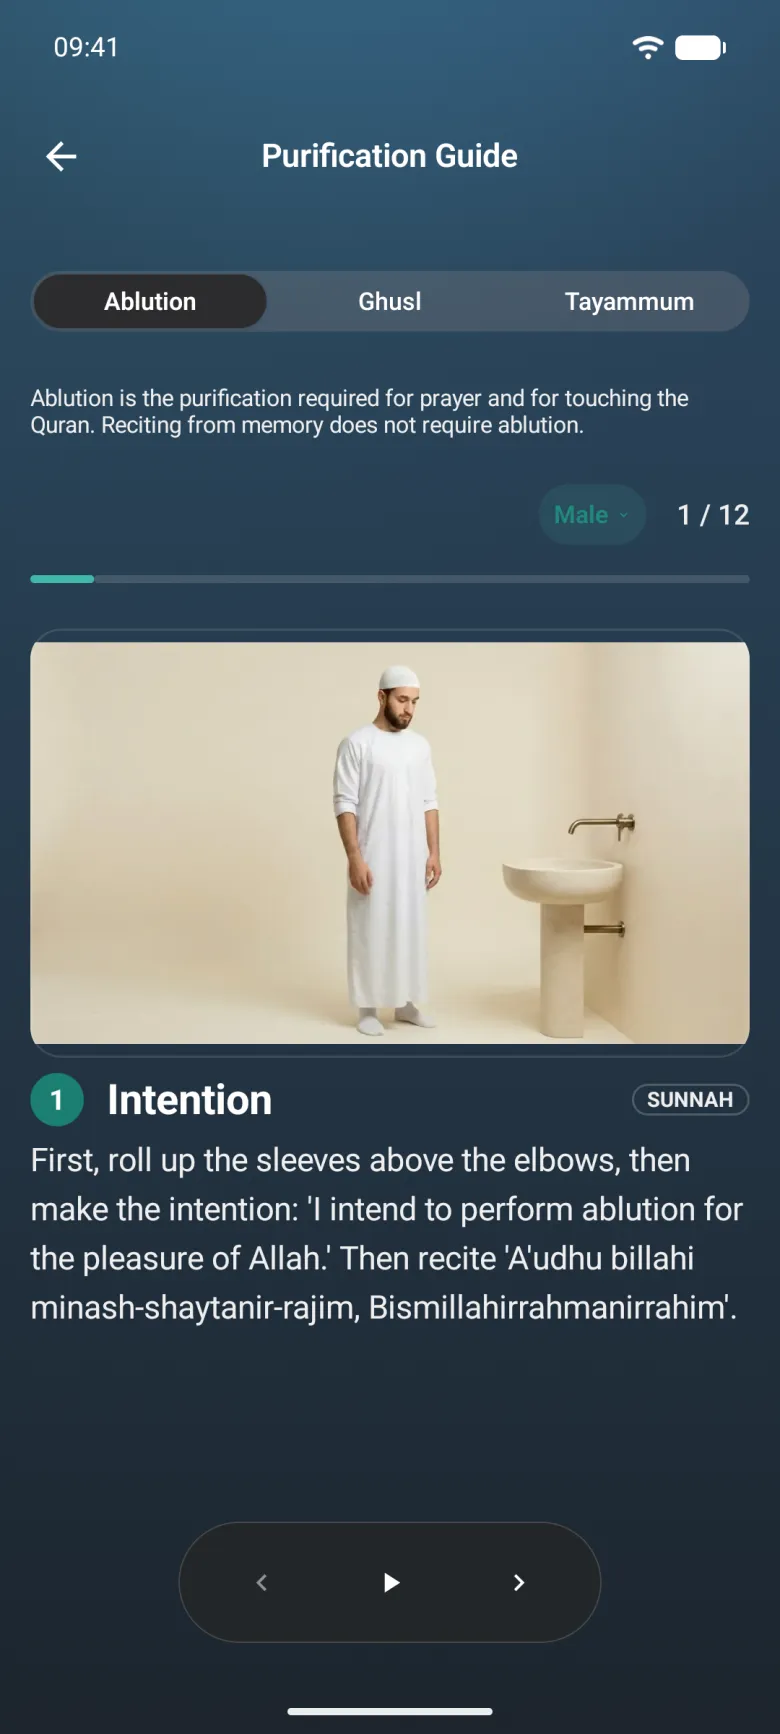 09:41
Purification Guide
Ablution
Ghusl
Tayammum
Ablution is the purification required for prayer and for touching the
Quran. Reciting from memory does not require ablution.
Male
1 / 12
1
Intention
SUNNAH
First, roll up the sleeves above the elbows, then
make the intention: 'I intend to perform ablution for
the pleasure of Allah.' Then recite 'A'udhu billahi
minash-shaytanir-rajim, Bismillahirrahmanirrahim'.